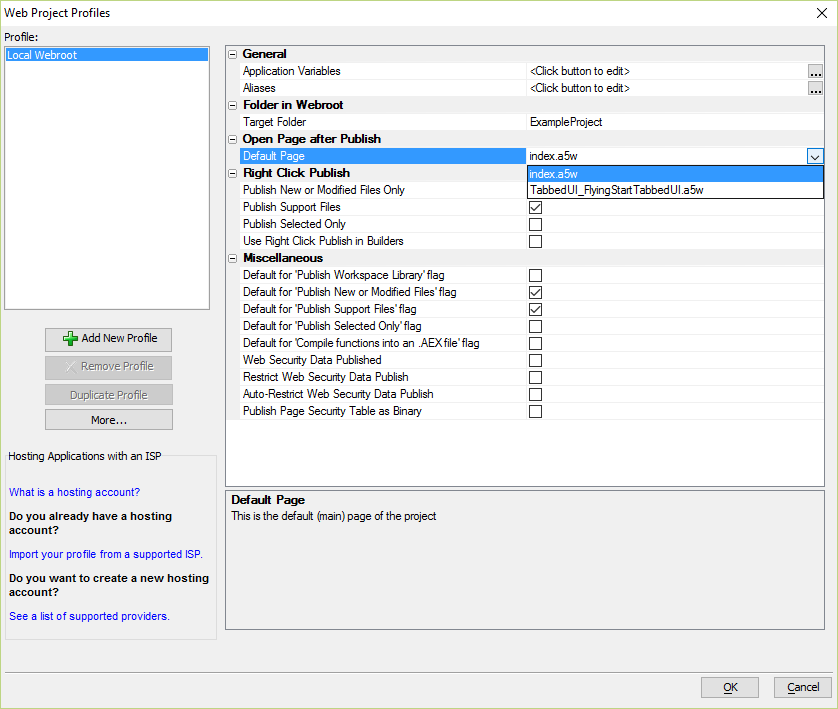 Web Project Profiles
Profile:
Local Webroot
Add New Profile
Remove Profile
Duplicate Profile
More...
Hosting Applications with an ISP
What is a hosting account?
Do you already have a hosting
account?
Import your profile from a supported ISP.
Do you want to create a new hosting
account?
See a list of supported providers.
General
Application Variables <Click button to edit> ...
Aliases <Click button to edit> ...
Folder in Webroot
Target Folder ExampleProject
Open Page after Publish
Default Page index.a5w
index.a5w
TabbedUI_FlyingStartTabbedUI.a5w
Right Click Publish
Publish New or Modified Files Only
Publish Support Files
Publish Selected Only
Use Right Click Publish in Builders
Miscellaneous
Default for 'Publish Workspace Library' flag
Default for 'Publish New or Modified Files' flag
Default for 'Publish Support Files' flag
Default for 'Publish Selected Only' flag
Default for 'Compile functions into an .AEX file' flag
Web Security Data Published
Restrict Web Security Data Publish
Auto-Restrict Web Security Data Publish
Publish Page Security Table as Binary
Default Page
This is the default (main) page of the project
OK
Cancel